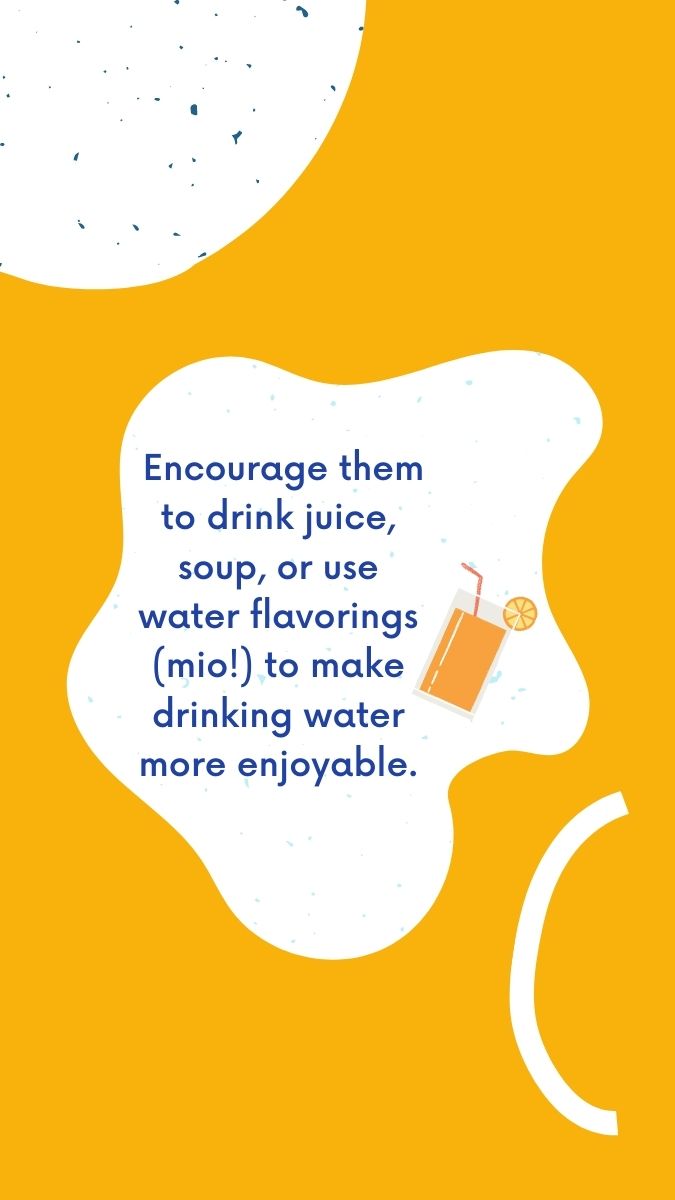 Encourage them
to drink juice,
soup, or use
water flavorings
(mio!) to make
drinking water
more enjoyable.